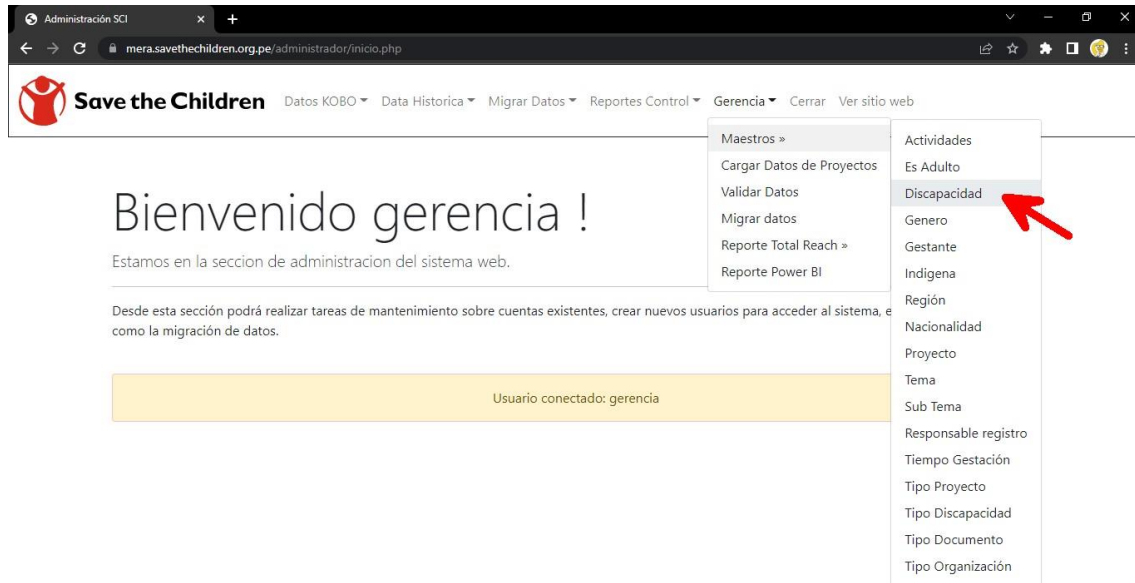 Administración SCI
mera.savethechildren.org.pe/administrador/inicio.php
Save the Children Datos KOBO Data Historica Migrar Datos Reportes Control Gerencia Cerrar Ver sitio web
Maestros »
Cargar Datos de Proyectos
Validar Datos
Migrar datos
Reporte Total Reach »
Reporte Power BI
Actividades
Es Adulto
Discapacidad
Genero
Gestante
Indigena
Región
Nacionalidad
Proyecto
Tema
Sub Tema
Responsable registro
Tiempo Gestación
Tipo Proyecto
Tipo Discapacidad
Tipo Documento
Tipo Organización
Bienvenido gerencia !
Estamos en la seccion de administracion del sistema web.
Desde esta sección podrá realizar tareas de mantenimiento sobre cuentas existentes, crear nuevos usuarios para acceder al sistema, e
como la migración de datos.
Usuario conectado: gerencia